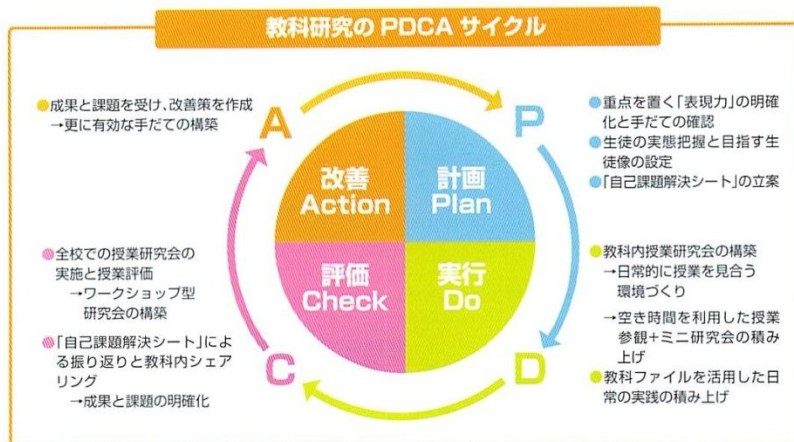 教科研究の PDCA サイクル
●成果と課題を受け、改善策を作成
→更に有効な手だての構築
A
P
●重点を置く「表現力」の明確
化と手だての確認
●生徒の実態把握と目指す生
徒像の設定
●「自己課題解決シート」の立案
改善
Action
計画
Plan
評価
Check
実行
Do
●全校での授業研究会の
実施と授業評価
→ワークショップ型
研究会の構築
●「自己課題解決シート」によ
る振り返りと教科内シェア
リング
→成果と課題の明確化
C
D
●教科内授業研究会の構築
→日常的に授業を見合う
環境づくり
→空き時間を利用した授業
参観+ミニ研究会の積み
上げ
●教科ファイルを活用した日
常の実践の積み上げ